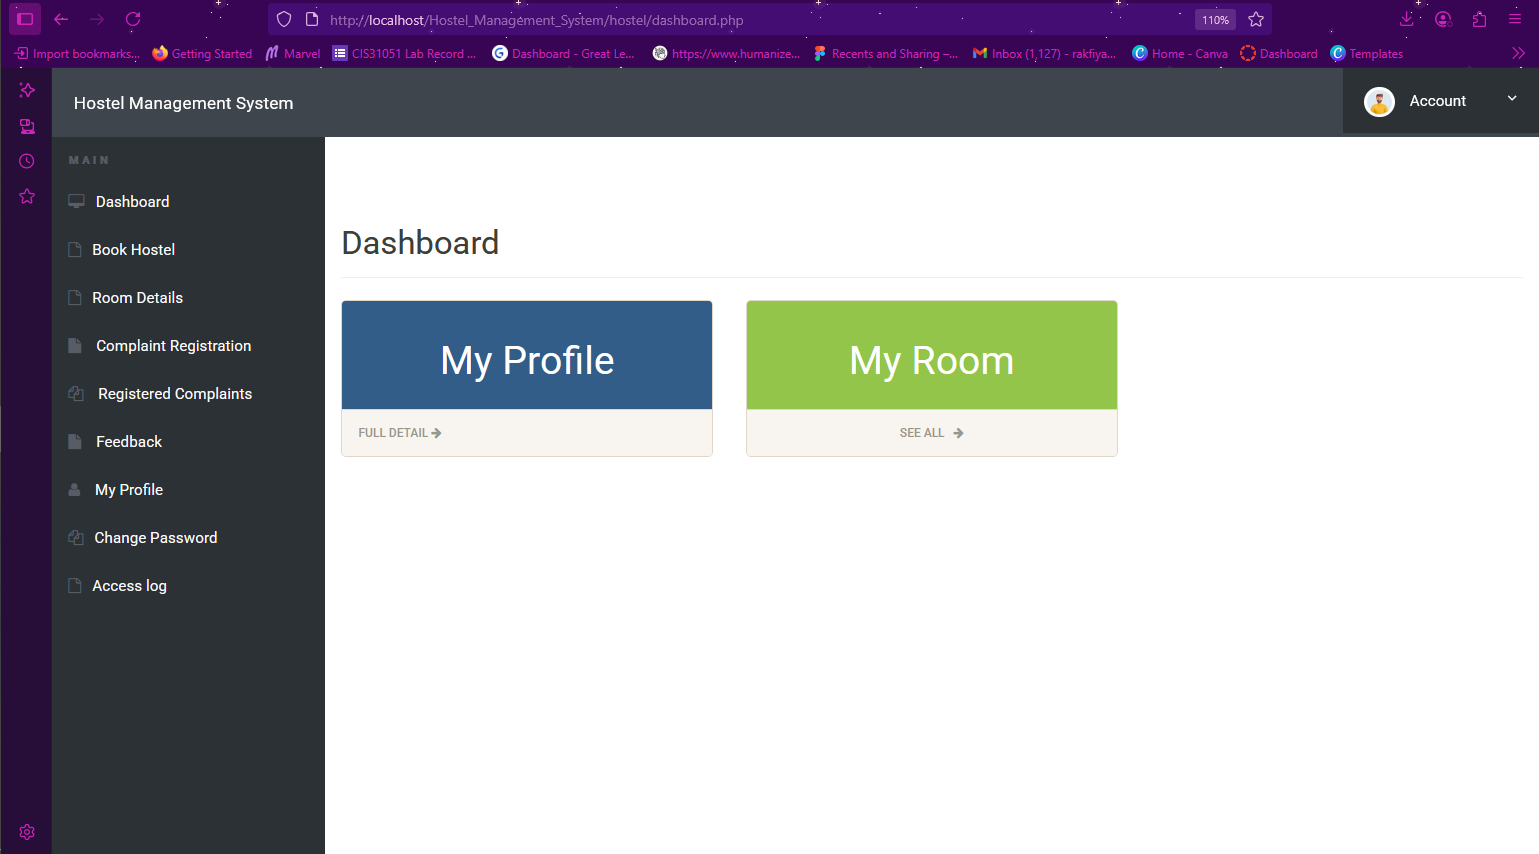 http://localhost/Hostel_Management_System/hostel/dashboard.php
110%
Import bookmarks...
Getting Started
Marvel
CIS31051 Lab Record ...
Dashboard - Great Le...
https://www.humanize...
Recents and Sharing –...
Inbox (1,127) - rakfiya...
Home - Canva
Dashboard
Templates
Hostel Management System
Account
MAIN
Dashboard
Book Hostel
Room Details
Complaint Registration
Registered Complaints
Feedback
My Profile
Change Password
Access log
Dashboard
My Profile
FULL DETAIL
My Room
SEE ALL